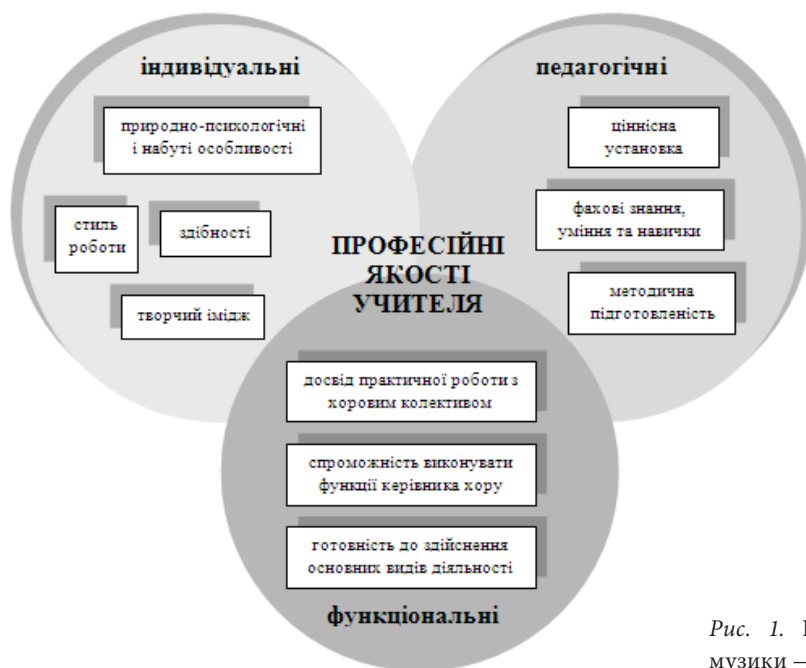 індивідуальні
природно-психологічні
і набуті особливості
стиль
роботи
здібності
творчий імідж
педагогічні
ціннісна
установка
фахові знання,
уміння та навички
методична
підготовленість
ПРОФЕСІЙНІ
ЯКОСТІ
УЧИТЕЛЯ
досвід практичної роботи з
хоровим колективом
спроможність виконувати
функції керівника хору
готовність до здійснення
основних видів діяльності
функціональні
Рис. 1.
музики —